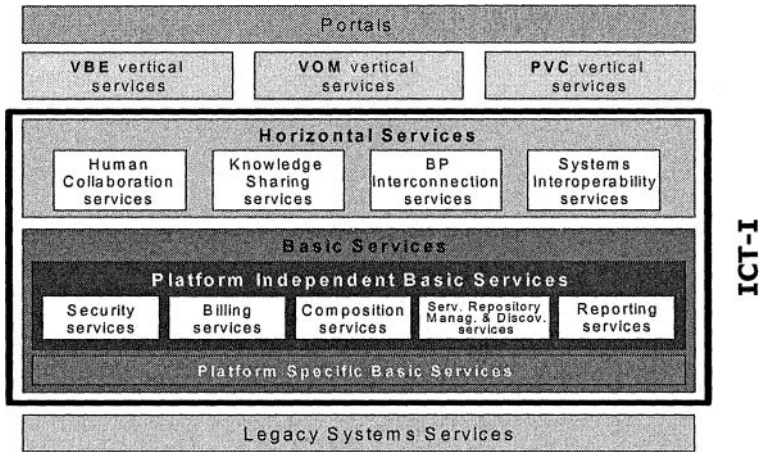 Portals
VBE vertical
services
VOM vertical
services
PVC vertical
services
Horizontal Services
Human
Collaboration
services
Knowledge
Sharing
services
BP
Interconnection
services
Systems
Interoperability
services
Basic Services
Platform Independent Basic Services
Security
services
Billing
services
Composition
services
Serv. Repository
Manag. & Discov.
services
Reporting
services
Platform Specific Basic Services
Legacy Systems Services
ICT-I